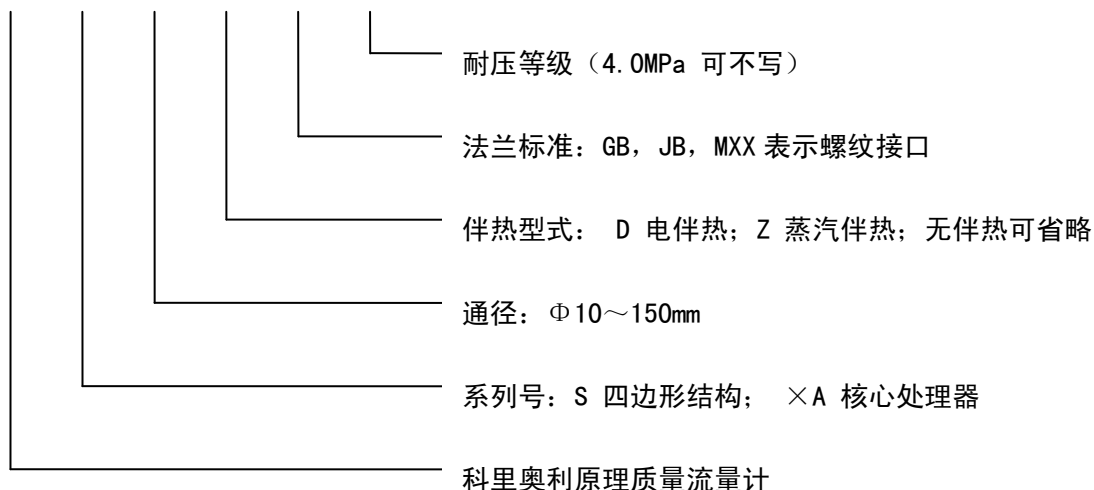 耐压等级（4.0MPa 可不写）
法兰标准：GB，JB，MXX 表示螺纹接口
伴热型式： D 电伴热；Z 蒸汽伴热；无伴热可省略
通径：Φ10～150mm
系列号：S 四边形结构； ×A 核心处理器
科里奥利原理质量流量计